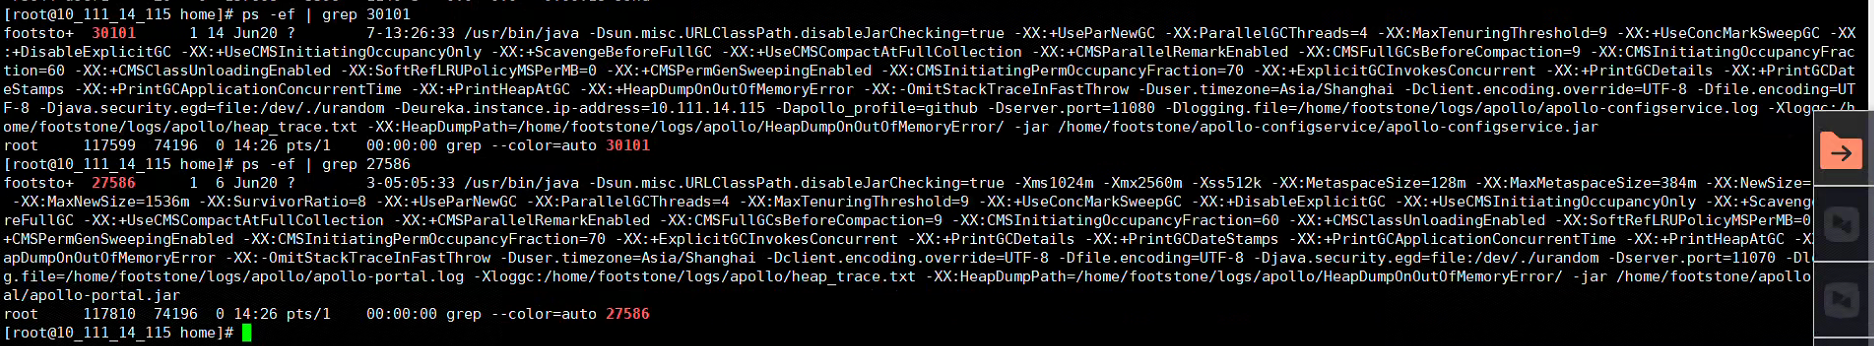 [root@10_111_14_115 home]# ps -ef | grep 30101
footsto+  30101      1 14 Jun20 ?        7-13:26:33 /usr/bin/java -Dsun.misc.URLClassPath.disableJarChecking=true -XX:+UseParNewGC -XX:ParallelGCThreads=4 -XX:MaxTenuringThreshold=9 -XX:+UseConcMarkSweepGC -XX
:+DisableExplicitGC -XX:+UseCMSInitiatingOccupancyOnly -XX:+ScavengeBeforeFullGC -XX:+UseCMSCompactAtFullCollection -XX:+CMSParallelRemarkEnabled -XX:CMSFullGCsBeforeCompaction=9 -XX:CMSInitiatingOccupancyFrac
tion=60 -XX:+CMSClassUnloadingEnabled -XX:SoftRefLRUPolicyMSPerMB=0 -XX:+CMSPermGenSweepingEnabled -XX:CMSInitiatingPermOccupancyFraction=70 -XX:+ExplicitGCInvokesConcurrent -XX:+PrintGCDetails -XX:+PrintGCDat
eStamps -XX:+PrintGCApplicationConcurrentTime -XX:+PrintHeapAtGC -XX:+HeapDumpOnOutOfMemoryError -XX:-OmitStackTraceInFastThrow -Duser.timezone=Asia/Shanghai -Dclient.encoding.override=UTF-8 -Dfile.encoding=UT
F-8 -Djava.security.egd=file:/dev/./urandom -Deureka.instance.ip-address=10.111.14.115 -Dapollo_profile=github -Dserver.port=11080 -Dlogging.file=/home/footstone/logs/apollo/apollo-configservice.log -Xloggc:/h
ome/footstone/logs/apollo/heap_trace.txt -XX:HeapDumpPath=/home/footstone/logs/apollo/HeapDumpOnOutOfMemoryError/ -jar /home/footstone/apollo-configservice/apollo-configservice.jar
root     117599  74196  0 14:26 pts/1    00:00:00 grep --color=auto 30101
[root@10_111_14_115 home]# ps -ef | grep 27586
footsto+  27586      1  6 Jun20 ?        3-05:05:33 /usr/bin/java -Dsun.misc.URLClassPath.disableJarChecking=true -Xms1024m -Xmx2560m -Xss512k -XX:MetaspaceSize=128m -XX:MaxMetaspaceSize=384m -XX:NewSize=
 -XX:MaxNewSize=1536m -XX:SurvivorRatio=8 -XX:+UseParNewGC -XX:ParallelGCThreads=4 -XX:MaxTenuringThreshold=9 -XX:+UseConcMarkSweepGC -XX:+DisableExplicitGC -XX:+UseCMSInitiatingOccupancyOnly -XX:+Scaveng
reFullGC -XX:+UseCMSCompactAtFullCollection -XX:+CMSParallelRemarkEnabled -XX:CMSFullGCsBeforeCompaction=9 -XX:CMSInitiatingOccupancyFraction=60 -XX:+CMSClassUnloadingEnabled -XX:SoftRefLRUPolicyMSPerMB=0
+CMSPermGenSweepingEnabled -XX:CMSInitiatingPermOccupancyFraction=70 -XX:+ExplicitGCInvokesConcurrent -XX:+PrintGCDetails -XX:+PrintGCDateStamps -XX:+PrintGCApplicationConcurrentTime -XX:+PrintHeapAtGC -X
apDumpOnOutOfMemoryError -XX:-OmitStackTraceInFastThrow -Duser.timezone=Asia/Shanghai -Dclient.encoding.override=UTF-8 -Dfile.encoding=UTF-8 -Djava.security.egd=file:/dev/./urandom -Dserver.port=11070 -Dl
g.file=/home/footstone/logs/apollo/apollo-portal.log -Xloggc:/home/footstone/logs/apollo/heap_trace.txt -XX:HeapDumpPath=/home/footstone/logs/apollo/HeapDumpOnOutOfMemoryError/ -jar /home/footstone/apollo
al/apollo-portal.jar
root     117810  74196  0 14:26 pts/1    00:00:00 grep --color=auto 27586
[root@10_111_14_115 home]#